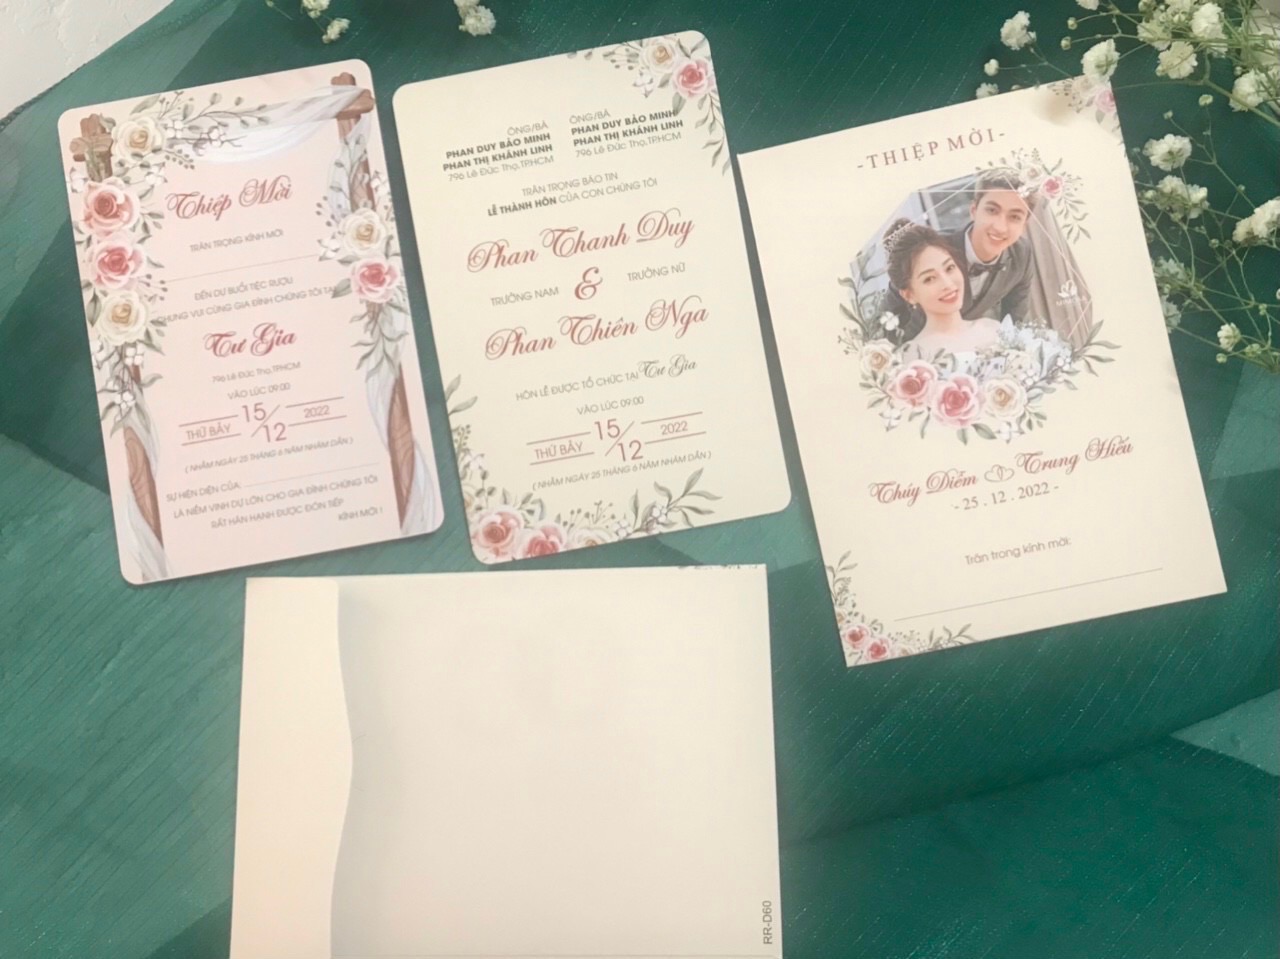 Thiệp Mời
TRÂN TRỌNG KÍNH MỜI
ĐẾN DỰ BUỔI TIỆC RƯỢU
CHUNG VUI CÙNG GIA ĐÌNH CHÚNG TÔI TẠI
Tư Gia
796 Lê Đức Thọ,TP.HCM
VÀO LÚC 09:00
THỨ BẢY 15/12 2022
( NHẰM NGÀY 25 THÁNG 6 NĂM NHÂM DẦN )
SỰ HIỆN DIỆN CỦA:
LÀ NIỀM VINH DỰ LỚN CHO GIA ĐÌNH CHÚNG TÔI
RẤT HÂN HẠNH ĐƯỢC ĐÓN TIẾP
KÍNH MỜI !
ÔNG/BÀ
PHAN DUY BẢO MINH
PHAN THỊ KHÁNH LINH
796 Lê Đức Thọ,TP.HCM
ÔNG/BÀ
PHAN DUY BẢO MINH
PHAN THỊ KHÁNH LINH
796 Lê Đức Thọ,TP.HCM
TRÂN TRỌNG BÁO TIN
LỄ THÀNH HÔN CỦA CON CHÚNG TÔI
Phan Thanh Duy
TRƯỞNG NAM & TRƯỞNG NỮ
Phan Thiên Nga
HÔN LỄ ĐƯỢC TỔ CHỨC TẠI Tư Gia
VÀO LÚC 09:00
THỨ BẢY 15/12 2022
( NHẰM NGÀY 25 THÁNG 6 NĂM NHÂM DẦN )
-THIỆP MỜI-
Thúy Diễm Trung Hiếu
- 25 . 12 . 2022 -
Trân trọng kính mời:
RR-D60